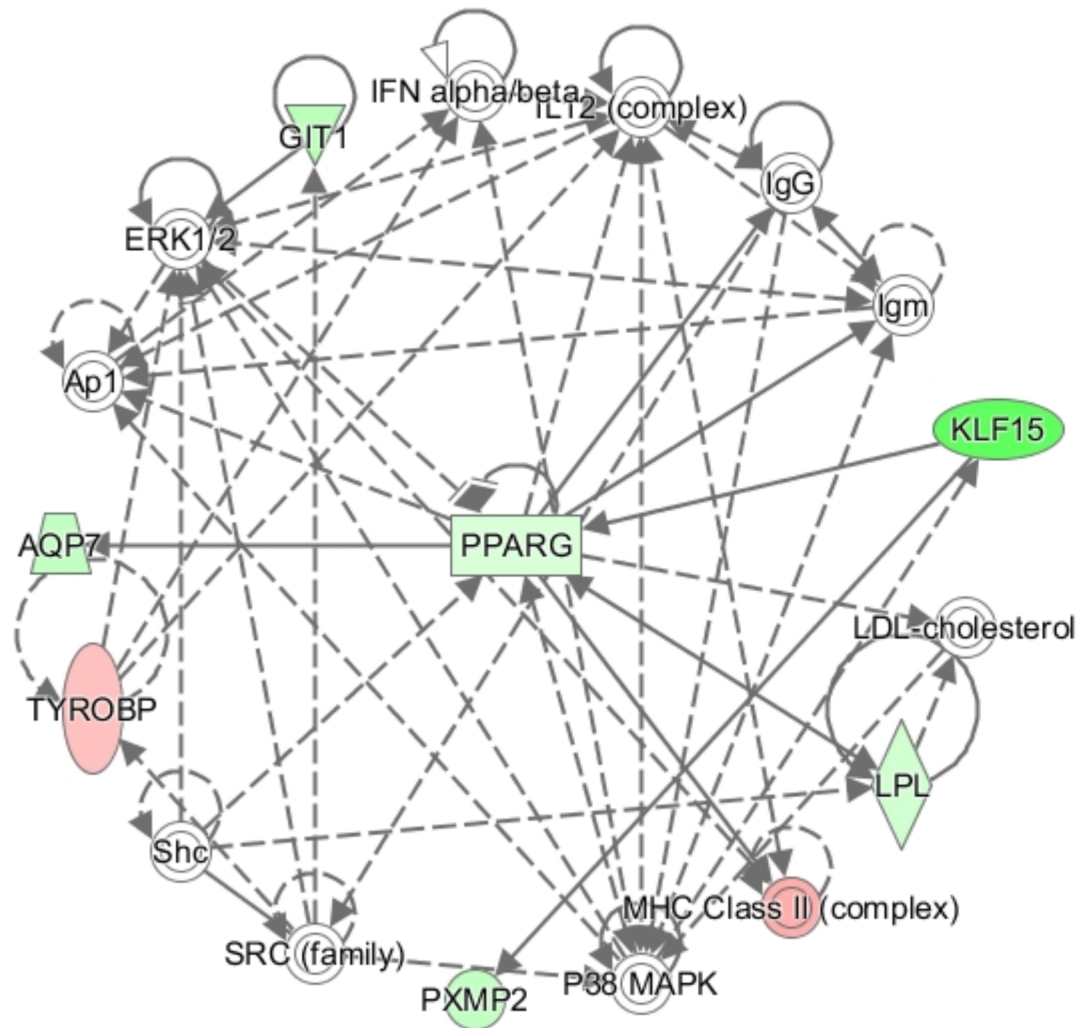 IFN alpha/beta
IL12 (complex)
GIT1
IgG
ERK1/2
Igm
Ap1
KLF15
AQP7
PPARG
LDL-cholesterol
TYROBP
LPL
Shc
MHC Class II (complex)
SRC (family)
P38 MAPK
PXMP2